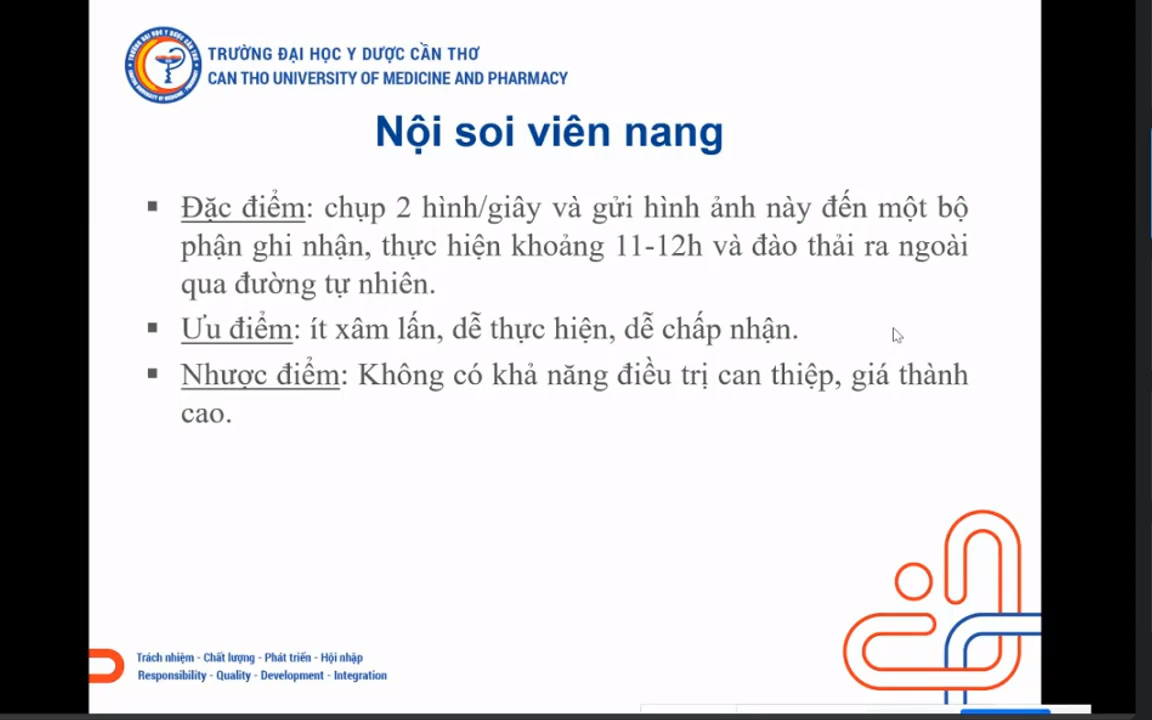 TRƯỜNG ĐẠI HỌC Y DƯỢC CẦN THƠ
CAN THO UNIVERSITY OF MEDICINE AND PHARMACY
Nội soi viên nang
▪ Đặc điểm: chụp 2 hình/giây và gửi hình ảnh này đến một bộ
phận ghi nhận, thực hiện khoảng 11-12h và đào thải ra ngoài
qua đường tự nhiên.
▪ Ưu điểm: ít xâm lấn, dễ thực hiện, dễ chấp nhận.
▪ Nhược điểm: Không có khả năng điều trị can thiệp, giá thành
cao.
Trách nhiệm - Chất lượng - Phát triển - Hội nhập
Responsibility - Quality - Development - Integration